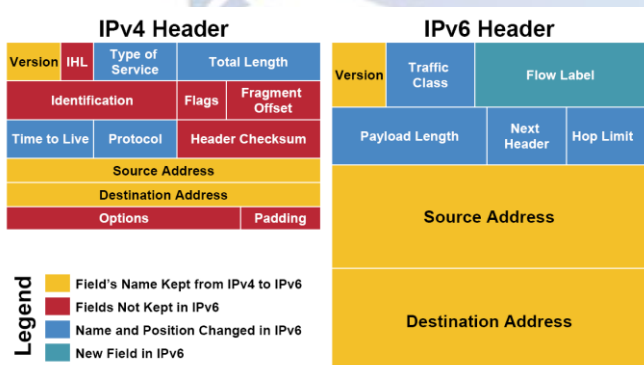 IPv4 Header
IPv6 Header
Version IHL Type of Service Total Length
Identification Flags Fragment Offset
Time to Live Protocol Header Checksum
Source Address
Destination Address
Options Padding
Version Traffic Class Flow Label
Payload Length Next Header Hop Limit
Source Address
Destination Address
Legend
Field's Name Kept from IPv4 to IPv6
Fields Not Kept in IPv6
Name and Position Changed in IPv6
New Field in IPv6